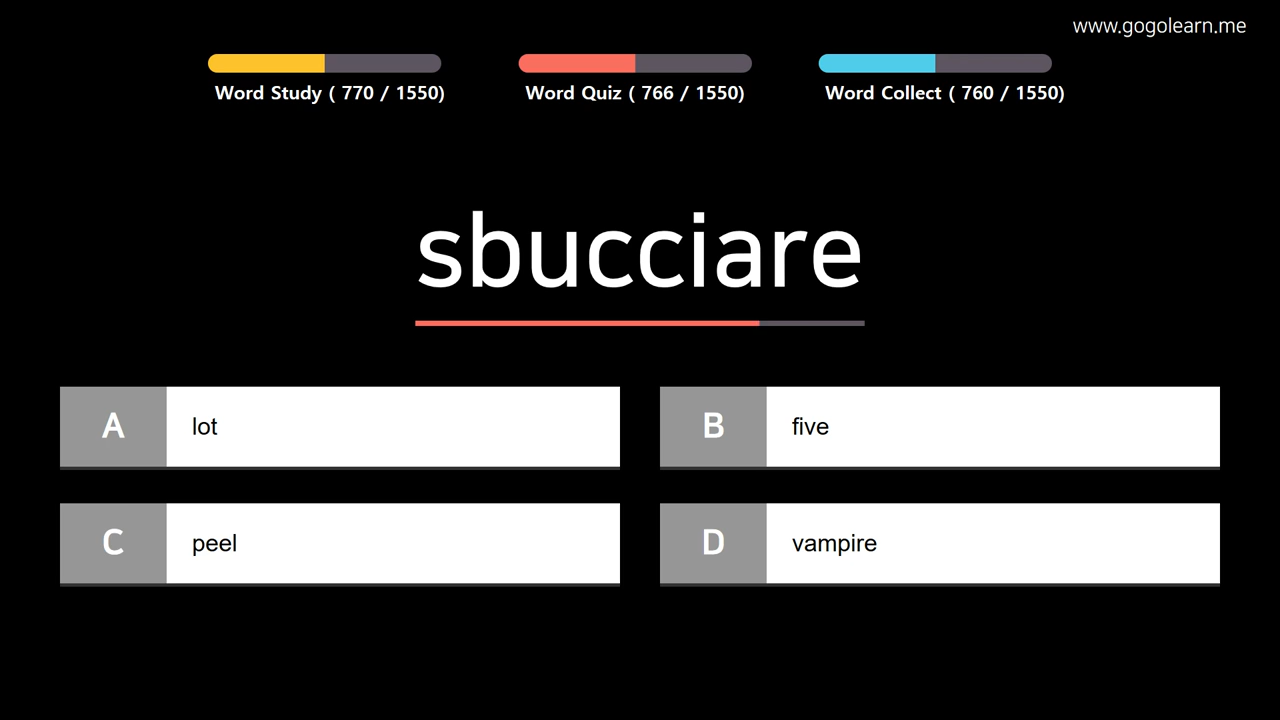 www.gogolearn.me
Word Study ( 770 / 1550)
Word Quiz ( 766 / 1550)
Word Collect ( 760 / 1550)
sbucciare
A lot
B five
C peel
D vampire